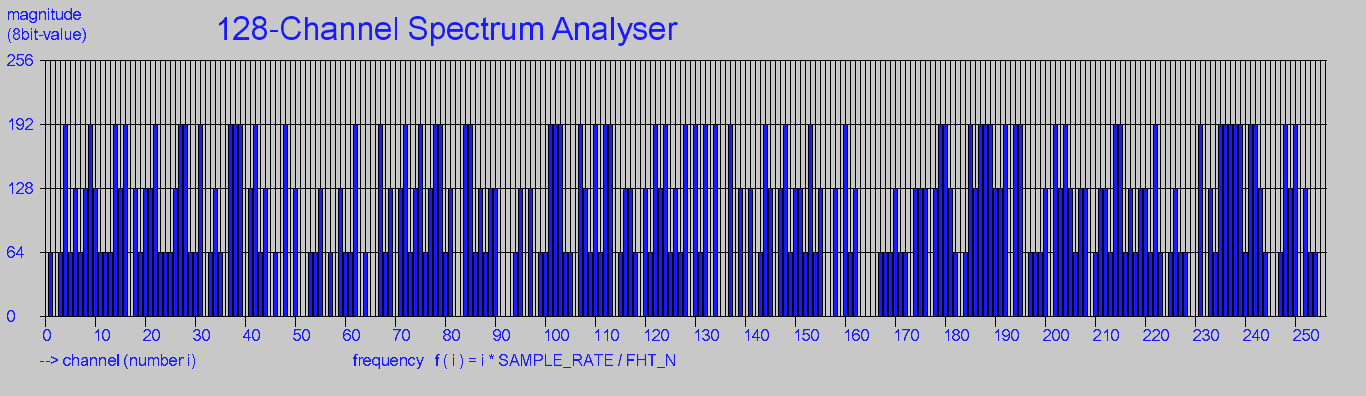 magnitude
(8bit-value)
128-Channel Spectrum Analyser
256
192
128
64
0
0 10 20 30 40 50 60 70 80 90 100 110 120 130 140 150 160 170 180 190 200 210 220 230 240 250
--> channel (number i) frequency f ( i ) = i * SAMPLE_RATE / FHT_N